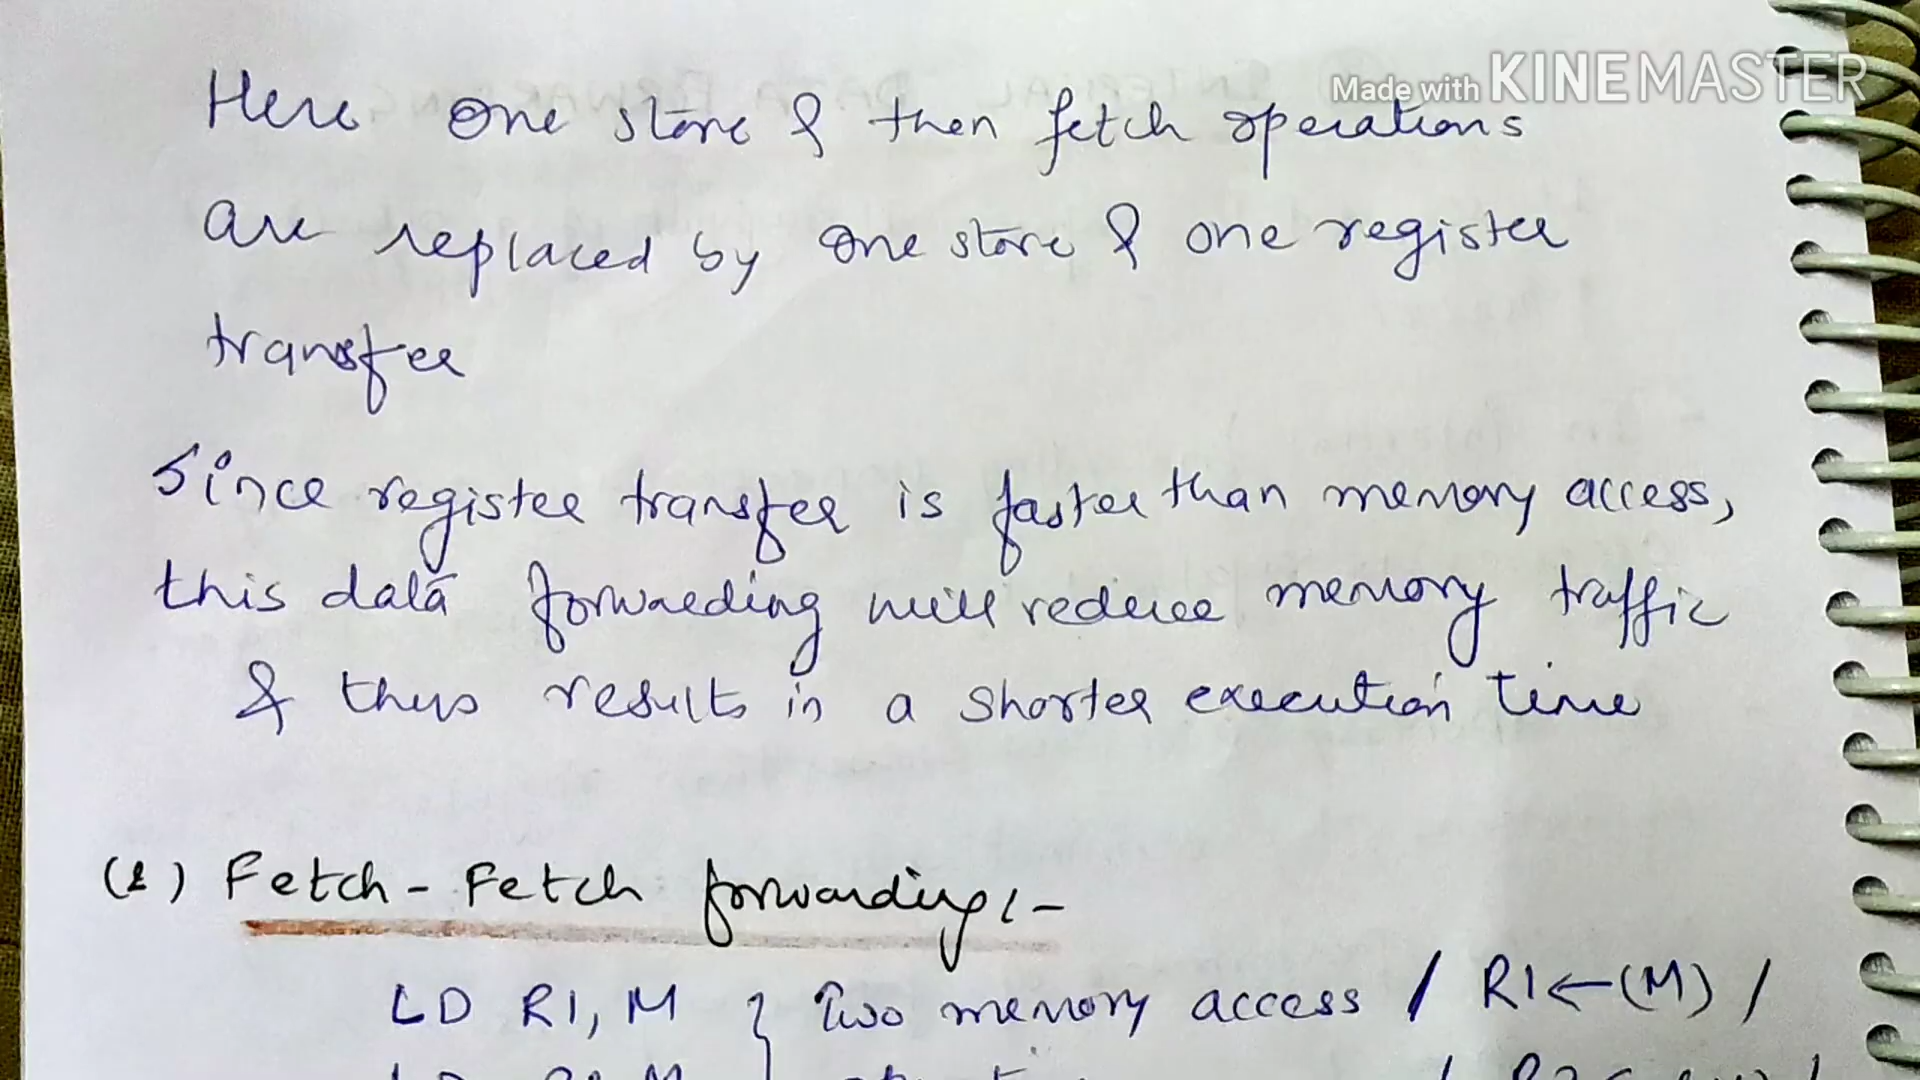 Made with KINEMASTER
Here one store & then fetch operations
are replaced by one store & one register
transfer
Since register transfer is faster than memory access,
this data forwarding will reduce memory traffic
& thus results in a shorter execution time
(2) Fetch - Fetch forwarding :-
LD R1, M } Two memory access / R1 ← (M) /